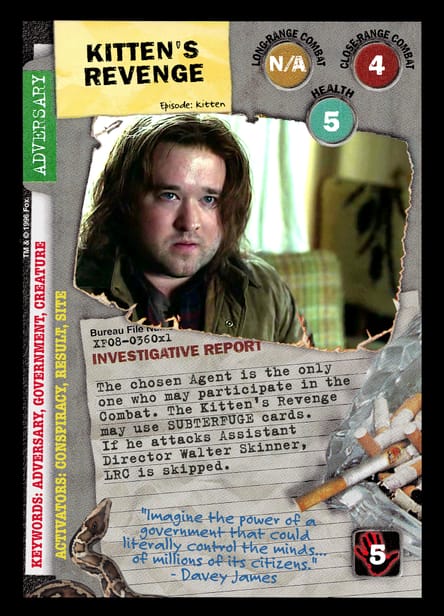 KITTEN'S
REVENGE
Episode: Kitten
LONG-RANGE COMBAT
N/A
CLOSE-RANGE COMBAT
4
HEALTH
5
ADVERSARY
TM & © 1996 Fox.
KEYWORDS: ADVERSARY, GOVERNMENT, CREATURE
ACTIVATORS: CONSPIRACY, RESULT, SITE
Bureau File
XF08-0360x1
INVESTIGATIVE REPORT
The chosen Agent is the only
one who may participate in the
Combat. The Kitten's Revenge
may use SUBTERFUGE cards.
If he attacks Assistant
Director Walter Skinner,
LRC is skipped.
"Imagine the power of a
government that could
literally control the minds...
of millions of its citizens."
- Davey James
5